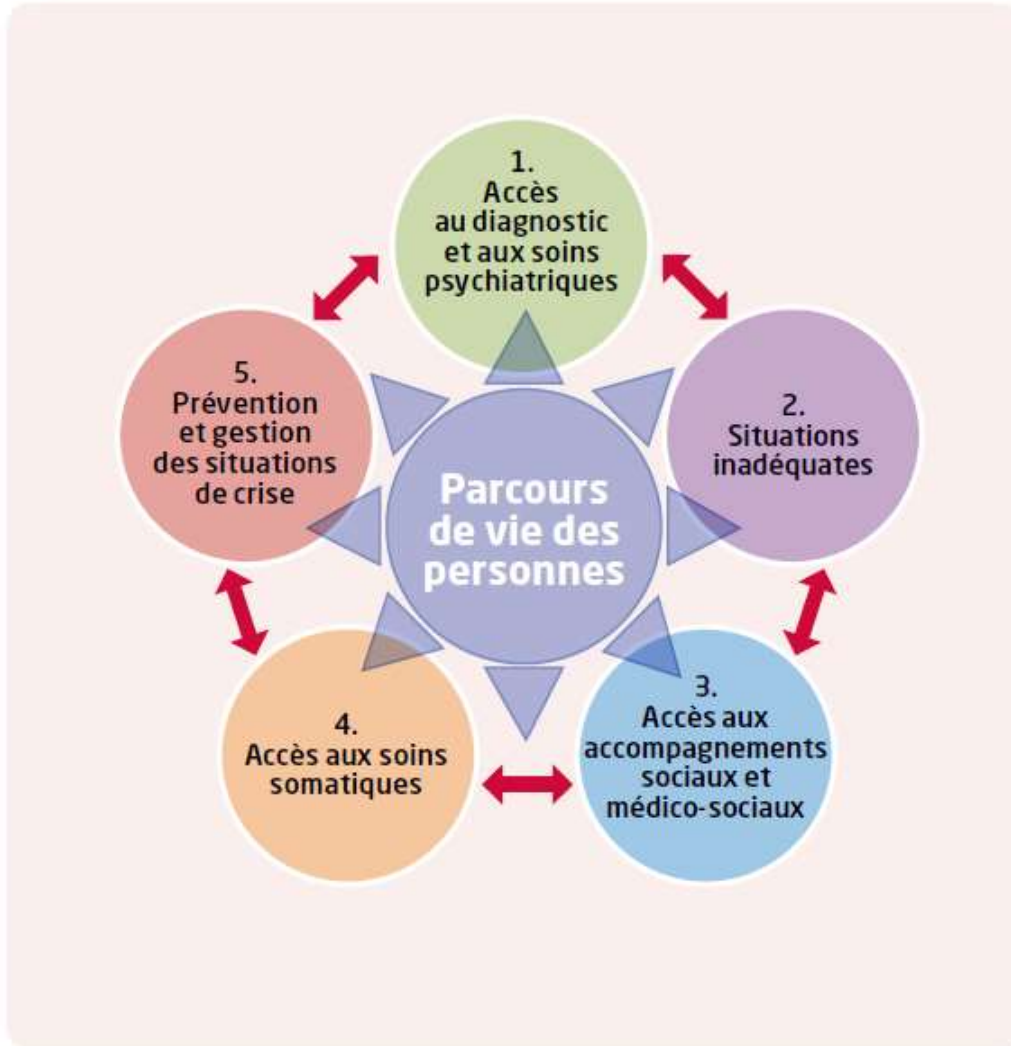 1.
Accès
au diagnostic
et aux soins
psychiatriques
2.
Situations
inadéquates
3.
Accès aux
accompagnements
sociaux et
médico-sociaux
4.
Accès aux soins
somatiques
5.
Prévention
et gestion
des situations
de crise
Parcours
de vie des
personnes